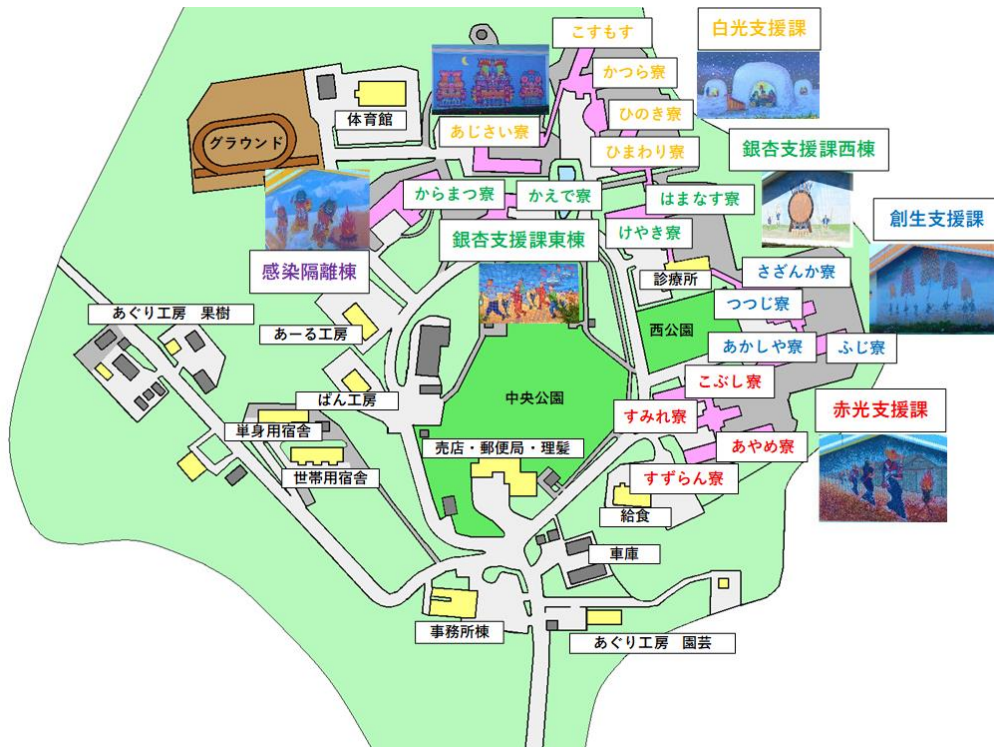 こすもす
白光支援課
かつら寮
体育館
ひのき寮
あじさい寮
グラウンド
ひまわり寮
銀杏支援課西棟
からまつ寮
かえで寮
はまなす寮
創生支援課
銀杏支援課東棟
けやき寮
感染隔離棟
診療所
さざんか寮
つつじ寮
あぐり工房　果樹
あーる工房
西公園
あかしや寮
ふじ寮
こぶし寮
ぱん工房
中央公園
すみれ寮
赤光支援課
単身用宿舎
売店・郵便局・理髪
あやめ寮
世帯用宿舎
すずらん寮
給食
車庫
事務所棟
あぐり工房　園芸